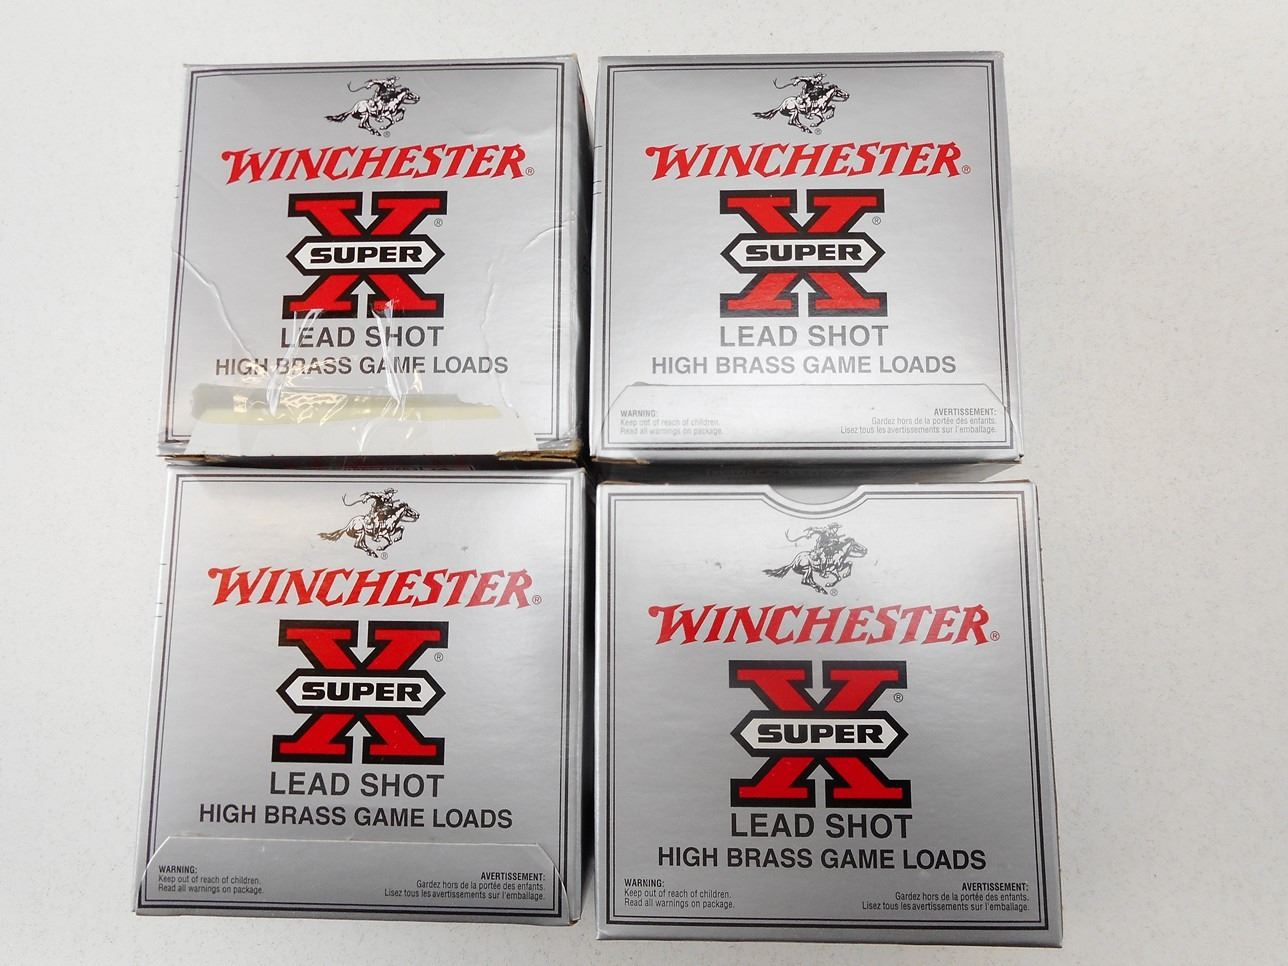 WINCHESTER®
X®
SUPER
LEAD SHOT
HIGH BRASS GAME LOADS
WINCHESTER®
X®
SUPER
LEAD SHOT
HIGH BRASS GAME LOADS
WARNING:
Keep out of reach of children.
Read all warnings on package.
AVERTISSEMENT:
Gardez hors de la portée des enfants.
Lisez tous les avertissements sur l'emballage.
WINCHESTER®
X®
SUPER
LEAD SHOT
HIGH BRASS GAME LOADS
WARNING:
Keep out of reach of children.
Read all warnings on package.
AVERTISSEMENT:
Gardez hors de la portée des enfants.
Lisez tous les avertissements sur l'emballage.
WINCHESTER®
X®
SUPER
LEAD SHOT
HIGH BRASS GAME LOADS
WARNING:
Keep out of reach of children.
Read all warnings on package.
AVERTISSEMENT:
Gardez hors de la portée des enfants.
Lisez tous les avertissements sur l'emballage.